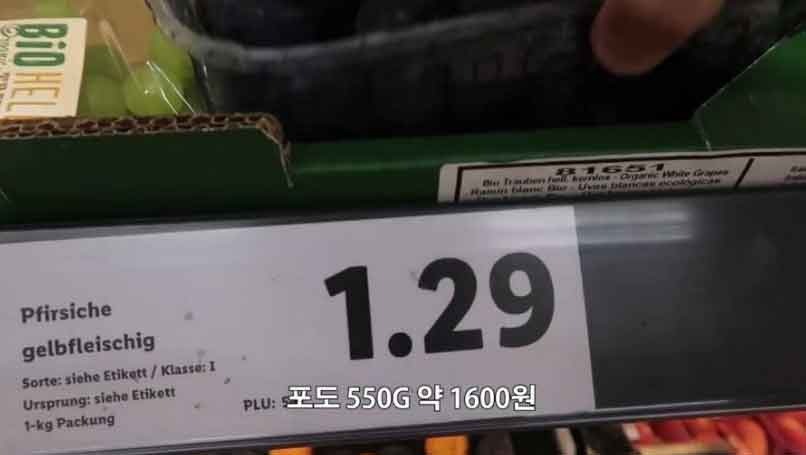 Bio
HEL
81651
Bio Trauben hell, kernlos - Organic White Grapes
Raisin blanc Bio - Uvas blancas ecológicas
Pfirsiche
gelbfleischig
1.29
Sorte: siehe Etikett / Klasse: I
Ursprung: siehe Etikett
1-kg Packung
PLU:
포도 550G 약 1600원